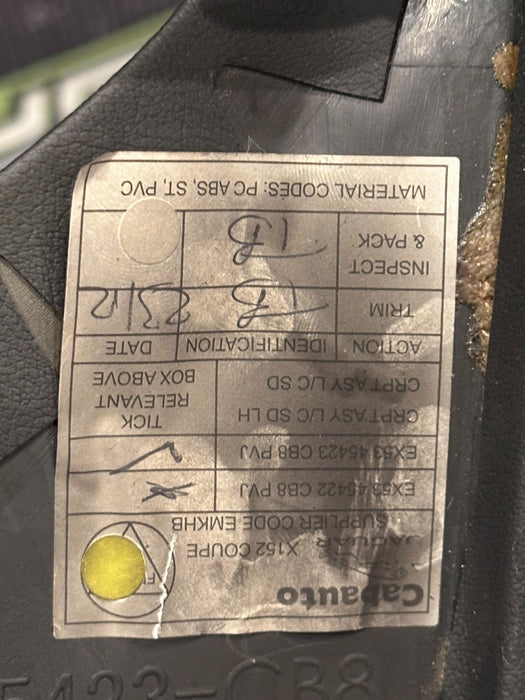 Capauto
JAGUAR X152 COUPE
SUPPLIER CODE EMKHB
EX53 45422 CB8 PVJ
EX53 45423 CB8 PVJ
CRPT ASY L/C SD LH
CRPT ASY L/C SD
TICK
RELEVANT
BOX ABOVE
ACTION IDENTIFICATION DATE
TRIM 23/12
INSPECT
& PACK
MATERIAL CODES: PC ABS, ST, PVC
5423-CB8